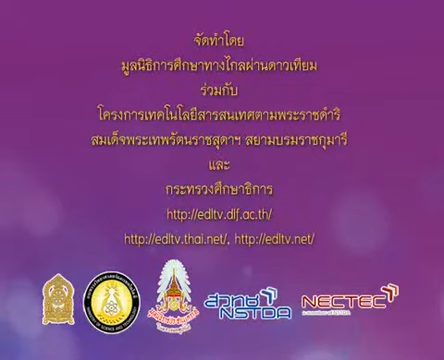 จัดทำโดย
มูลนิธิการศึกษาทางไกลผ่านดาวเทียม
ร่วมกับ
โครงการเทคโนโลยีสารสนเทศตามพระราชดำริ
สมเด็จพระเทพรัตนราชสุดาฯ สยามบรมราชกุมารี
และ
กระทรวงศึกษาธิการ
http://edltv.dlf.ac.th/
http://edltv.thai.net/, http://edltv.net/
สวทช
NSTDA
NECTEC
a member of NSTDA